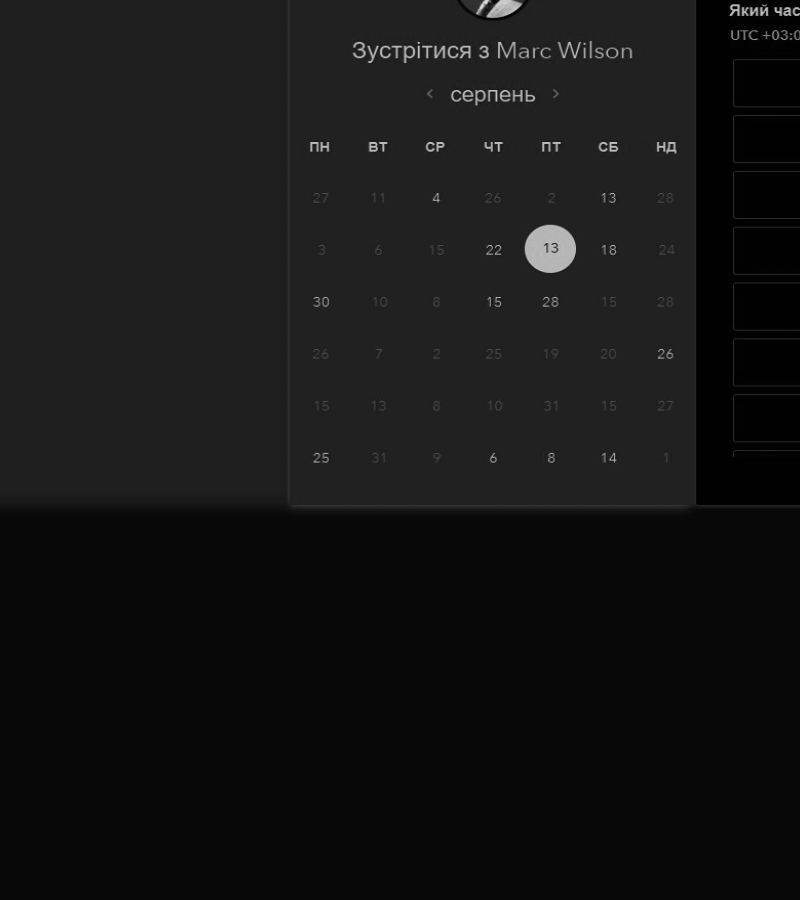 Який час
UTC +03:0
Зустрітися з Marc Wilson
‹ серпень ›
ПН ВТ СР ЧТ ПТ СБ НД
27 11 4 26 2 13 28
3 6 15 22 13 18 24
30 10 8 15 28 15 28
26 7 2 25 19 20 26
15 13 8 10 31 15 27
25 31 9 6 8 14 1